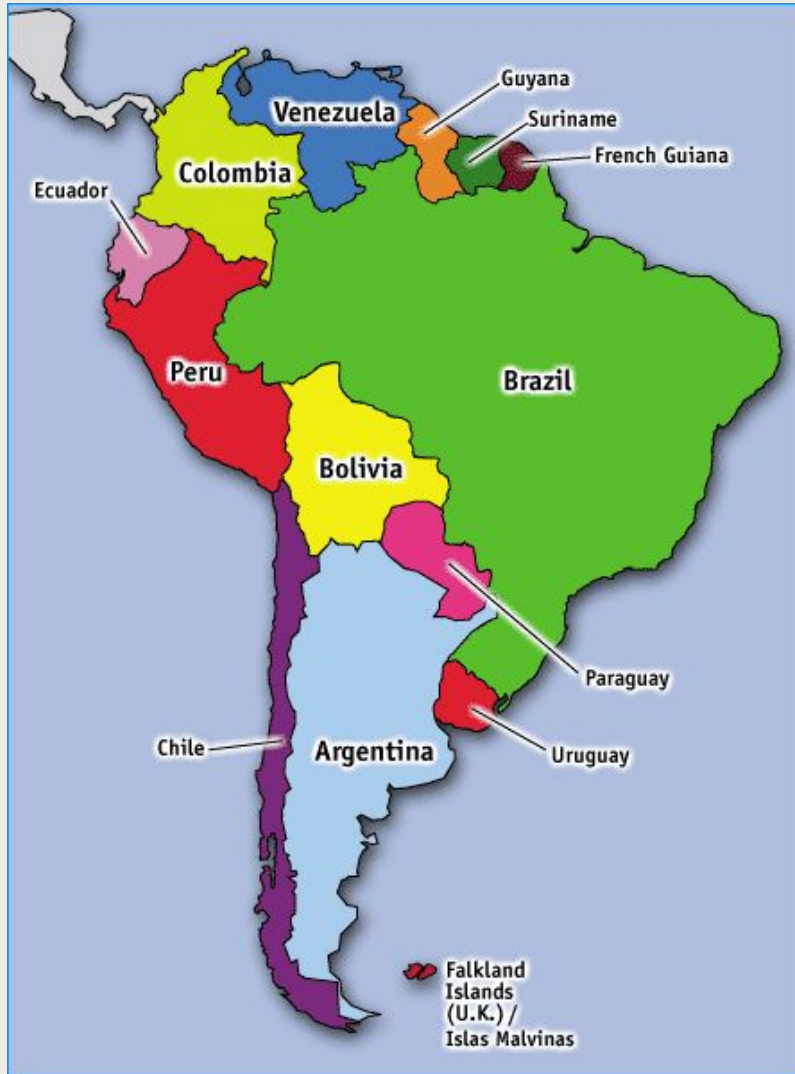 Guyana
Venezuela
Suriname
French Guiana
Colombia
Ecuador
Peru
Brazil
Bolivia
Paraguay
Chile
Argentina
Uruguay
Falkland
Islands
(U.K.) /
Islas Malvinas